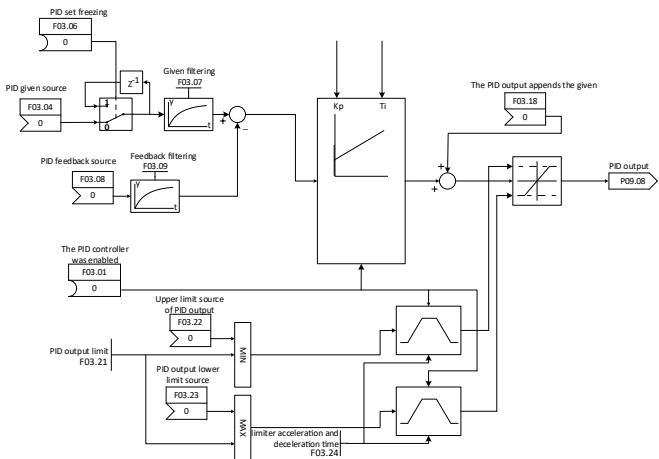 PID set freezing
F03.06
0
PID given source
F03.04
0
Z-1
1
0
Given filtering
F03.07
y
t
+
−
PID feedback source
F03.08
0
Feedback filtering
F03.09
y
t
Kp
Ti
The PID output appends the given
F03.18
0
+
+
PID output
P09.08
The PID controller
was enabled
F03.01
0
Upper limit source
of PID output
F03.22
0
MIN
PID output limit
F03.21
PID output lower
limit source
F03.23
0
MAX
limiter acceleration and
deceleration time
F03.24